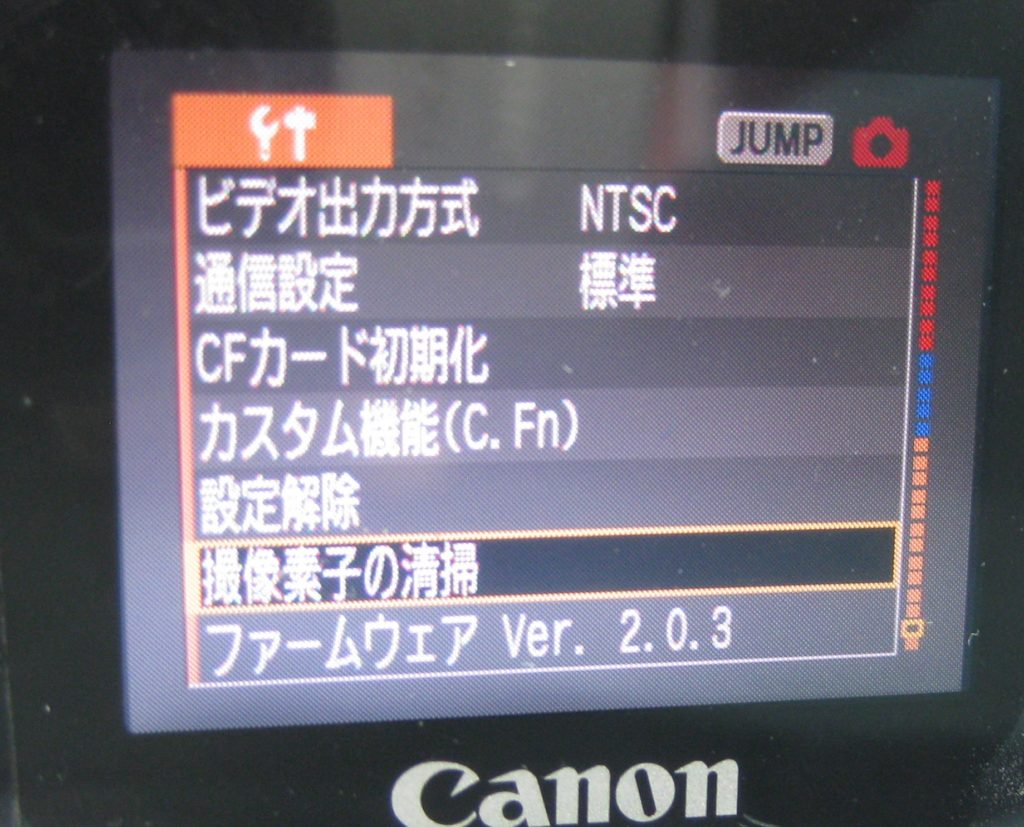 JUMP
ビデオ出力方式 NTSC
通信設定 標準
CFカード初期化
カスタム機能(C.Fn)
設定解除
撮像素子の清掃
ファームウェア Ver. 2.0.3
Canon